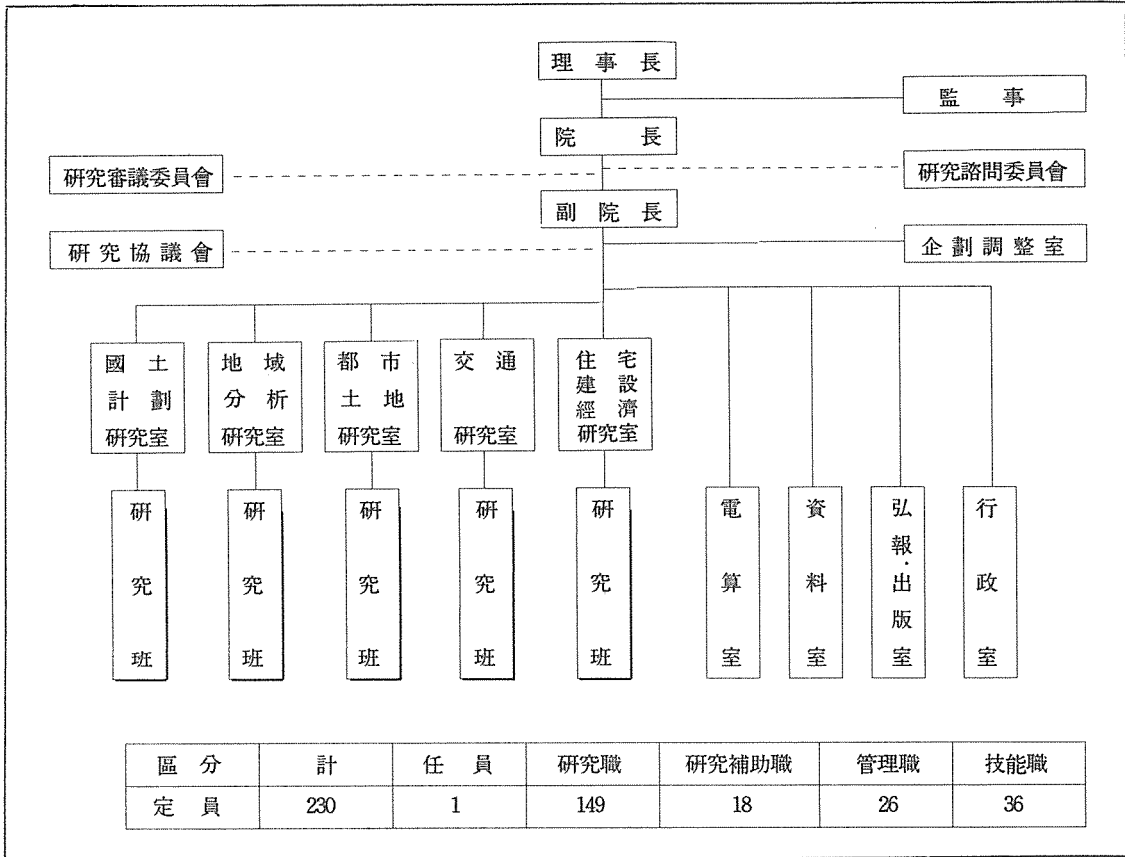 理事長
監事
院長
研究審議委員會
研究諮問委員會
副院長
研究協議會
企劃調整室
國土
計劃
研究室
地域
分析
研究室
都市
土地
研究室
交通
研究室
住宅
建設
經濟
研究室
研究班
研究班
研究班
研究班
研究班
電算室
資料室
弘報·出版室
行政室
區分 計 任員 研究職 研究補助職 管理職 技能職
定員 230 1 149 18 26 36